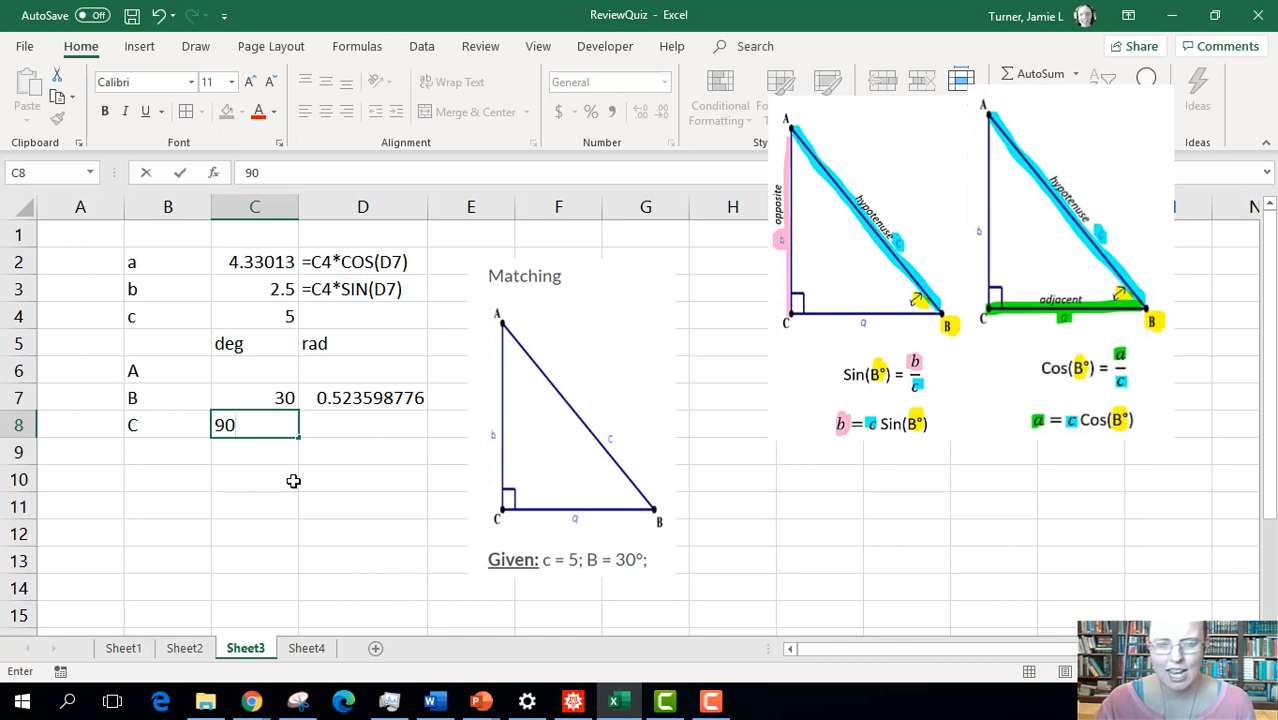 AutoSave Off
ReviewQuiz - Excel
Turner, Jamie L
File Home Insert Draw Page Layout Formulas Data Review View Developer Help Search Share Comments
Paste
Calibri 11 A A
B I U A
Wrap Text
Merge & Center
General
$ % 9
Conditional
Formatting
AutoSum
Ideas
Clipboard Font Alignment Number Ideas
C8 fx 90
A B C D E F G H N
1
2 a 4.33013 =C4*COS(D7)
3 b 2.5 =C4*SIN(D7)
4 c 5
5 deg rad
6 A
7 B 30 0.523598776
8 C 90
9
10
11
12
13
14
15
Matching
A
b
c
C
a
B
Given: c = 5; B = 30°;
A
opposite
b
hypotenuse
c
C
a
B
Sin(B°) = b/c
b = c Sin(B°)
A
b
hypotenuse
c
adjacent
C
a
B
Cos(B°) = a/c
a = c Cos(B°)
Sheet1 Sheet2 Sheet3 Sheet4
Enter